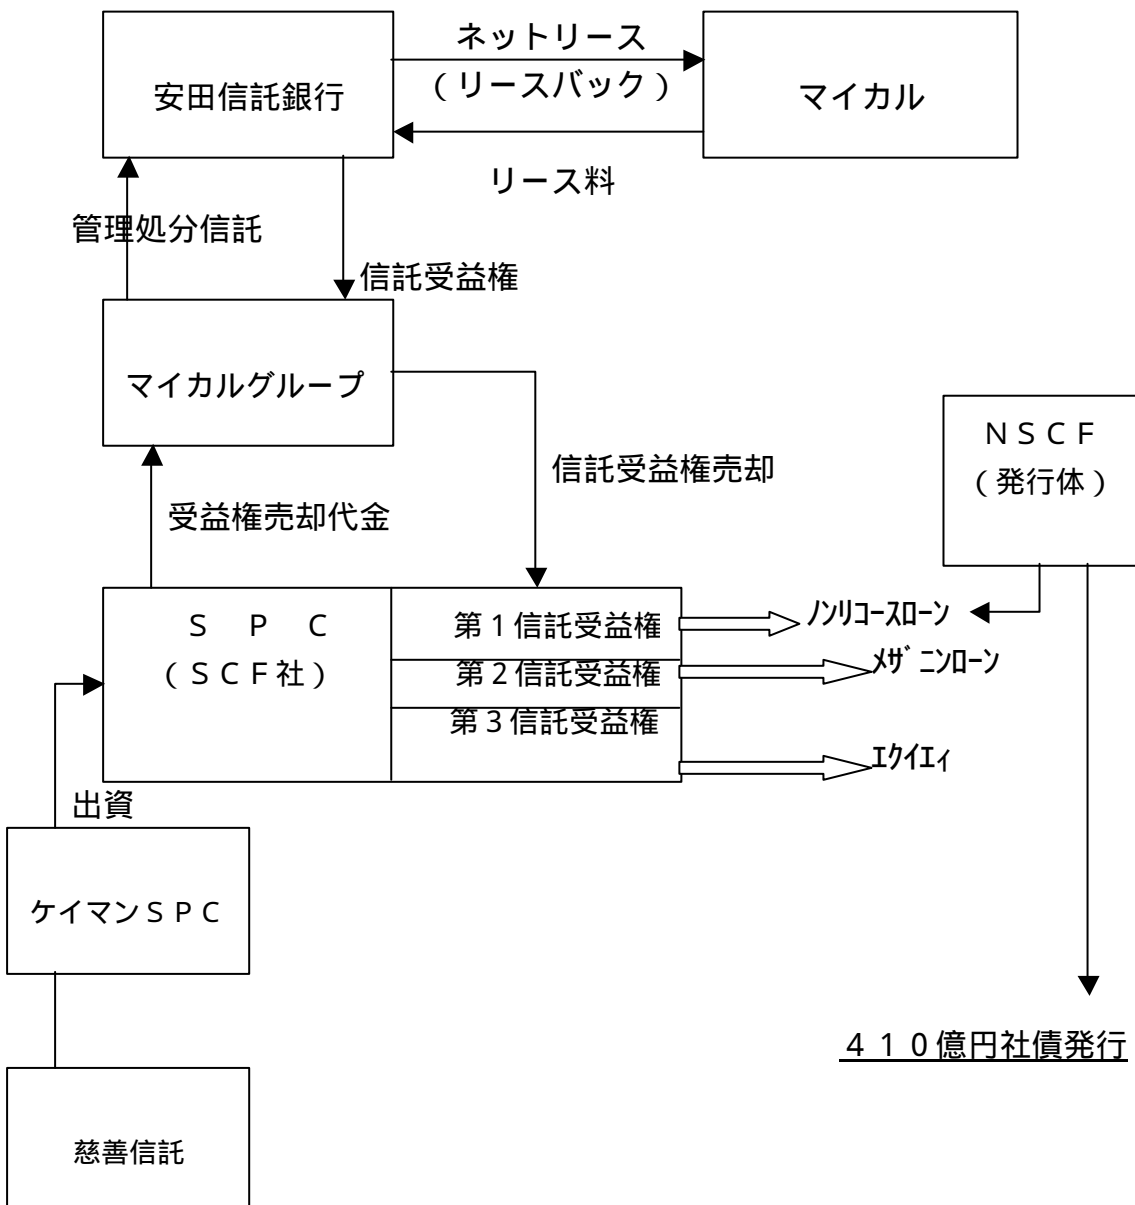 ネットリース
（リースバック）
安田信託銀行
マイカル
リース料
管理処分信託
信託受益権
マイカルグループ
ＮＳＣＦ
（発行体）
信託受益権売却
受益権売却代金
Ｓ　Ｐ　Ｃ
（ＳＣＦ社）
第１信託受益権
ﾉﾝﾘｺｰｽﾛｰﾝ
第２信託受益権
ﾒｻﾞﾆﾝﾛｰﾝ
第３信託受益権
ｴｸｲｴｨ
出資
ケイマンＳＰＣ
４１０億円社債発行
慈善信託